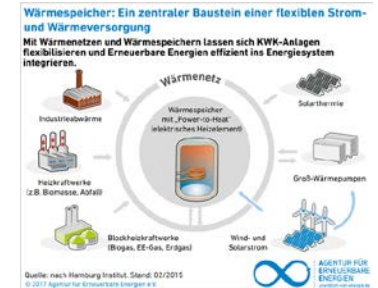 Wärmespeicher: Ein zentraler Baustein einer flexiblen Strom-
und Wärmeversorgung
Mit Wärmenetzen und Wärmespeichern lassen sich KWK-Anlagen
flexibilisieren und Erneuerbare Energien effizient ins Energiesystem
integrieren.
Wärmenetz
Industrieabwärme
Wärmespeicher
mit „Power-to-Heat"
(elektrisches Heizelement)
Solarthermie
Heizkraftwerke
(z.B. Biomasse, Abfall)
Groß-Wärmepumpen
Blockheizkraftwerke
(Biogas, EE-Gas, Erdgas)
Wind- und
Solarstrom
Quelle: nach Hamburg Institut, Stand: 02/2015
© 2017 Agentur für Erneuerbare Energien e.V.
AGENTUR FÜR
ERNEUERBARE
ENERGIEN